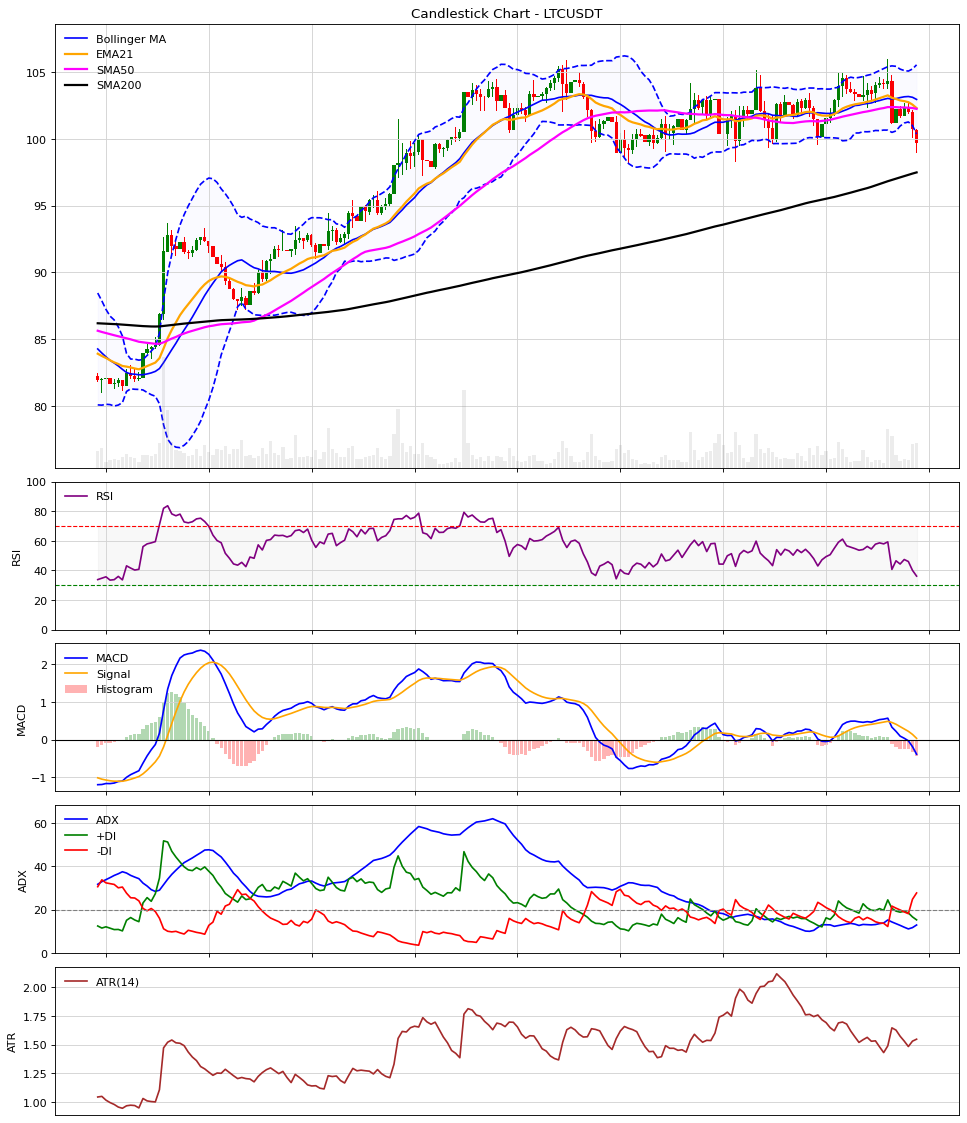 Candlestick Chart - LTCUSDT
Bollinger MA
EMA21
SMA50
SMA200
105
100
95
90
85
80
RSI
100
80
60
40
20
0
RSI
MACD
Signal
Histogram
2
1
0
−1
MACD
ADX
+DI
-DI
60
40
20
0
ADX
ATR(14)
2.00
1.75
1.50
1.25
1.00
ATR